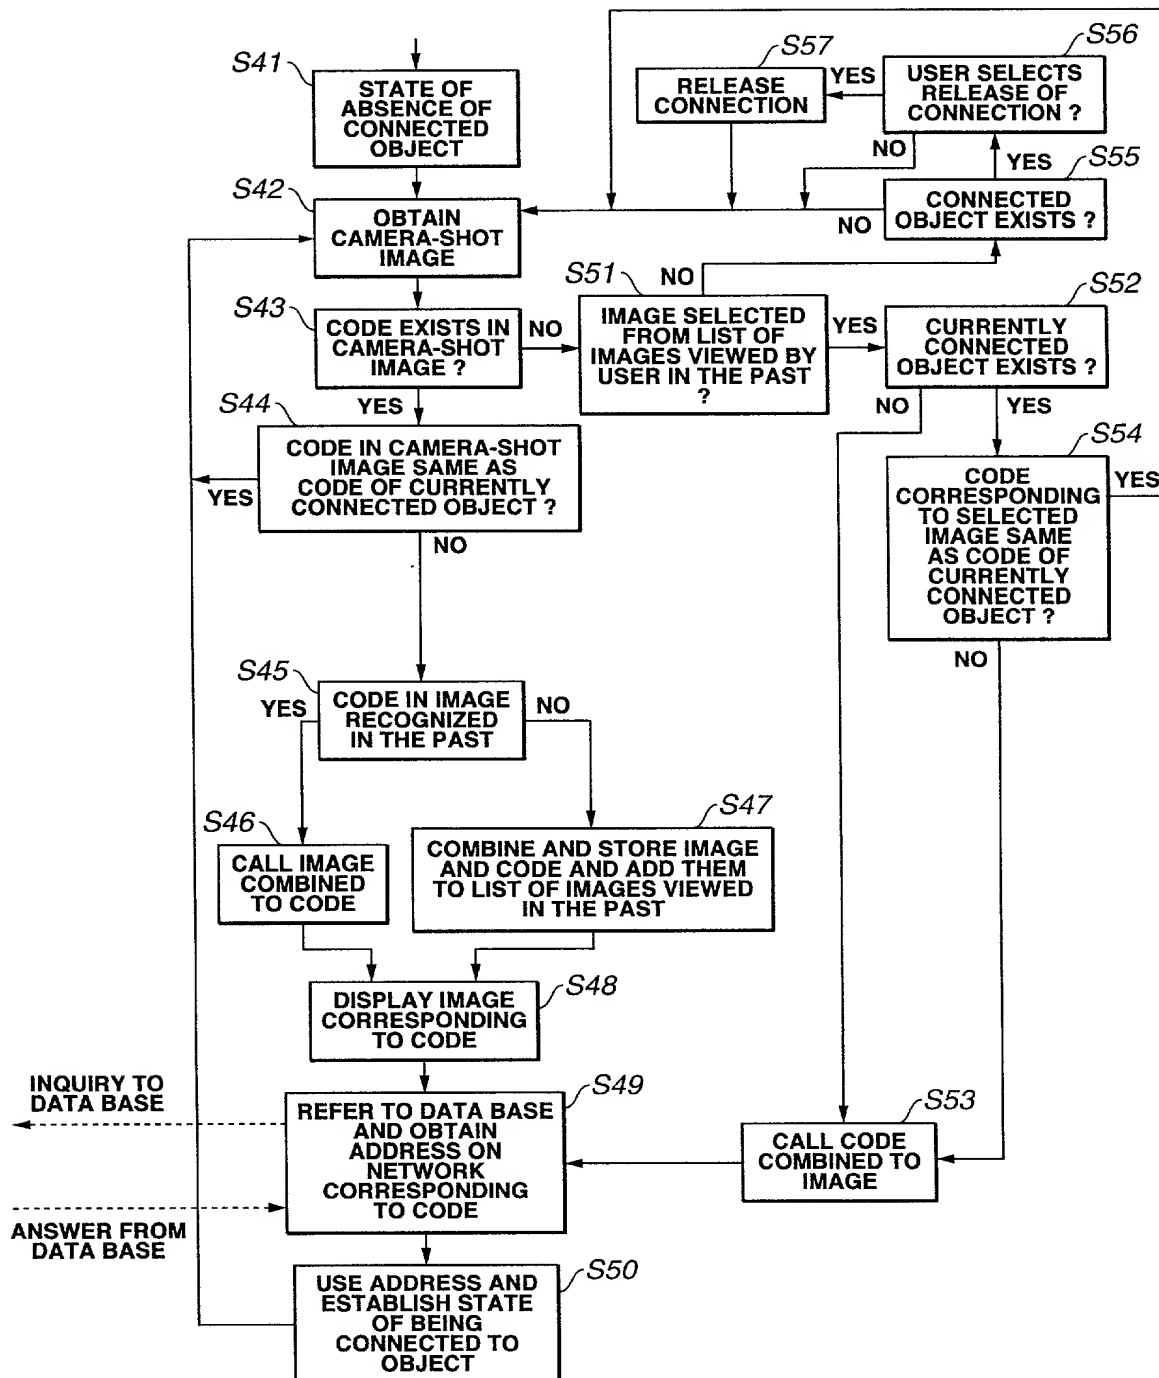 S41
STATE OF
ABSENCE OF
CONNECTED
OBJECT
S57
RELEASE
CONNECTION
YES
S56
USER SELECTS
RELEASE OF
CONNECTION ?
NO
YES
S55
CONNECTED
OBJECT EXISTS ?
NO
S42
OBTAIN
CAMERA-SHOT
IMAGE
S43
CODE EXISTS IN
CAMERA-SHOT
IMAGE ?
NO
YES
S51
NO
IMAGE SELECTED
FROM LIST OF
IMAGES VIEWED BY
USER IN THE PAST
?
YES
S52
CURRENTLY
CONNECTED
OBJECT EXISTS ?
NO
YES
S44
CODE IN CAMERA-SHOT
IMAGE SAME AS
CODE OF CURRENTLY
CONNECTED OBJECT ?
YES
NO
S54
CODE
CORRESPONDING
TO SELECTED
IMAGE SAME
AS CODE OF
CURRENTLY
CONNECTED
OBJECT ?
YES
NO
S45
CODE IN IMAGE
RECOGNIZED
IN THE PAST
YES
NO
S46
CALL IMAGE
COMBINED
TO CODE
S47
COMBINE AND STORE IMAGE
AND CODE AND ADD THEM
TO LIST OF IMAGES VIEWED
IN THE PAST
S48
DISPLAY IMAGE
CORRESPONDING
TO CODE
INQUIRY TO
DATA BASE
S49
REFER TO DATA BASE
AND OBTAIN
ADDRESS ON
NETWORK
CORRESPONDING
TO CODE
S53
CALL CODE
COMBINED TO
IMAGE
ANSWER FROM
DATA BASE
S50
USE ADDRESS AND
ESTABLISH STATE
OF BEING
CONNECTED TO
OBJECT